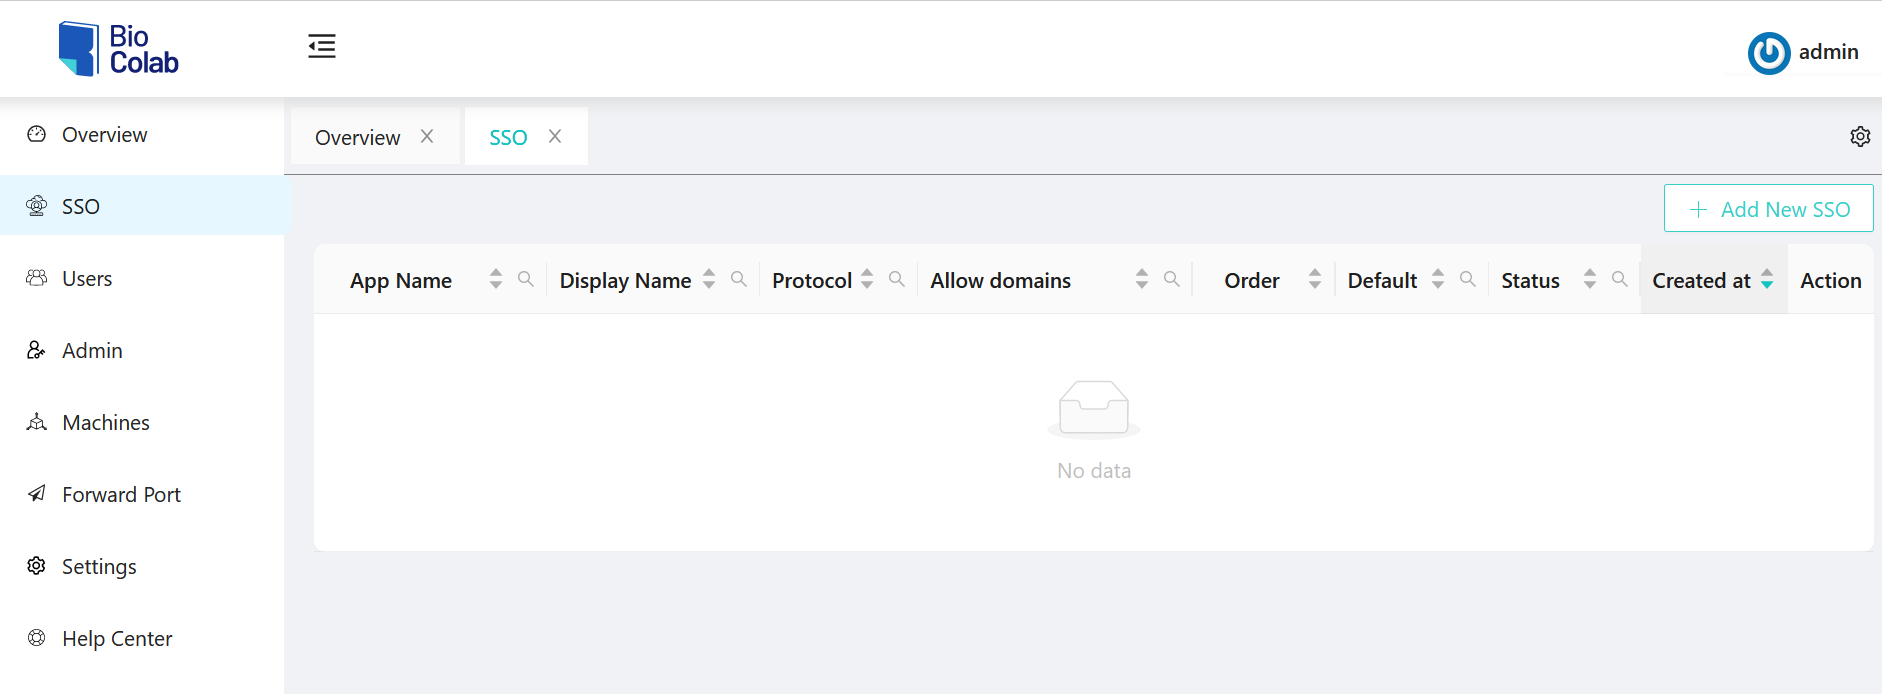 Bio
Colab
admin
Overview
SSO
Users
Admin
Machines
Forward Port
Settings
Help Center
Overview SSO
Add New SSO
App Name Display Name Protocol Allow domains Order Default Status Created at Action
No data